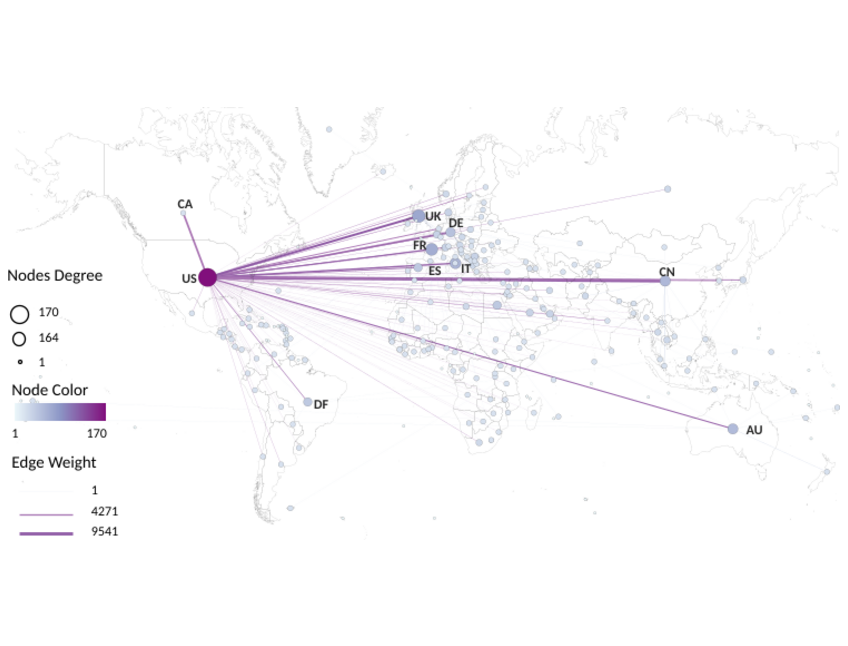 CA
UK
DE
FR
US
ES
IT
CN
DF
AU
Nodes Degree
170
164
1
Node Color
1
170
Edge Weight
1
4271
9541